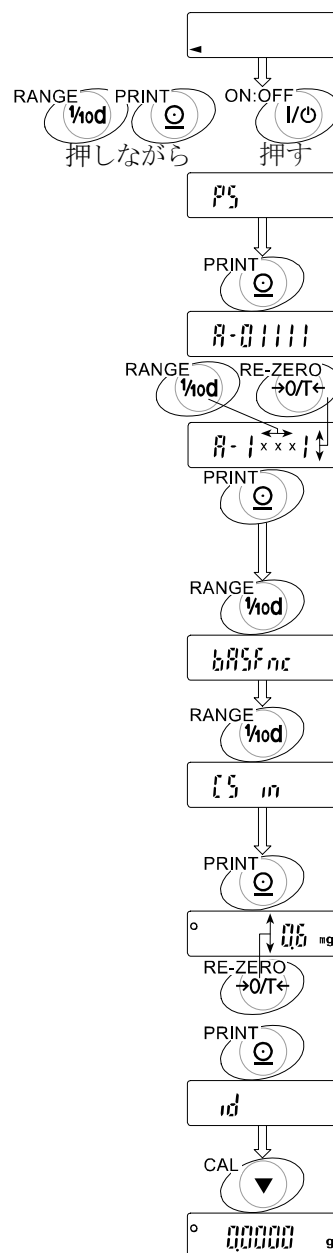 RANGE PRINT ON:OFF
1/10d I/⏻
押しながら 押す
PS
PRINT
A-01111
RANGE RE-ZERO
1/10d →0/T←
A-1 x x x 1
PRINT
RANGE
1/10d
bASFnc
RANGE
1/10d
CS in
PRINT
0.6 mg
RE-ZERO
→0/T←
PRINT
id
CAL
0.0000 g